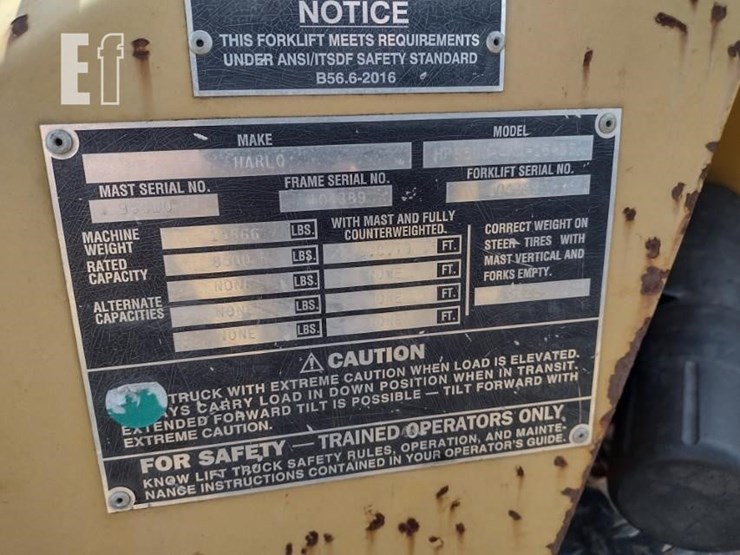 Ef
NOTICE
THIS FORKLIFT MEETS REQUIREMENTS
UNDER ANSI/ITSDF SAFETY STANDARD
B56.6-2016
MAKE
MODEL
HARLO
MAST SERIAL NO.
FRAME SERIAL NO.
FORKLIFT SERIAL NO.
MACHINE WEIGHT LBS.
RATED CAPACITY LBS.
ALTERNATE CAPACITIES
NONE LBS.
NONE LBS.
NONE
WITH MAST AND FULLY
COUNTERWEIGHTED.
FT.
FT.
FT.
FT.
CORRECT WEIGHT ON
STEER TIRES WITH
MAST VERTICAL AND
FORKS EMPTY.
CAUTION
TRUCK WITH EXTREME CAUTION WHEN LOAD IS ELEVATED.
CARRY LOAD IN DOWN POSITION WHEN IN TRANSIT.
EXTENDED FORWARD TILT IS POSSIBLE — TILT FORWARD WITH
EXTREME CAUTION.
FOR SAFETY — TRAINED OPERATORS ONLY
KNOW LIFT TRUCK SAFETY RULES, OPERATION, AND MAINTE-
NANCE INSTRUCTIONS CONTAINED IN YOUR OPERATOR'S GUIDE.